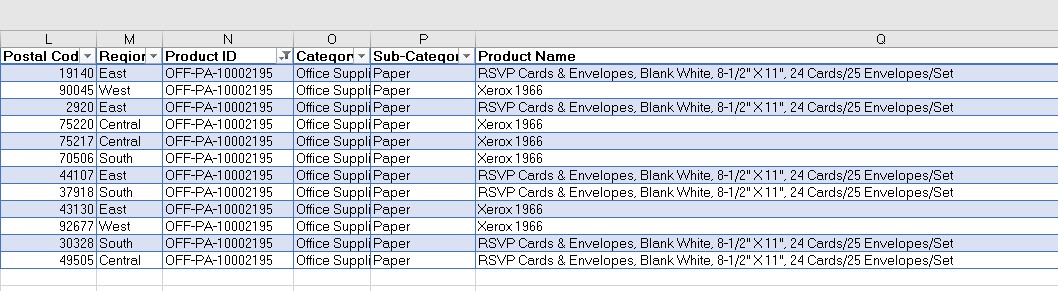 L M N O P Q
Postal Cod Region Product ID Categor Sub-Categor Product Name
19140 East OFF-PA-10002195 Office Suppli Paper RSVP Cards & Envelopes, Blank White, 8-1/2" X 11", 24 Cards/25 Envelopes/Set
90045 West OFF-PA-10002195 Office Suppli Paper Xerox 1966
2920 East OFF-PA-10002195 Office Suppli Paper RSVP Cards & Envelopes, Blank White, 8-1/2" X 11", 24 Cards/25 Envelopes/Set
75220 Central OFF-PA-10002195 Office Suppli Paper Xerox 1966
75217 Central OFF-PA-10002195 Office Suppli Paper Xerox 1966
70506 South OFF-PA-10002195 Office Suppli Paper Xerox 1966
44107 East OFF-PA-10002195 Office Suppli Paper RSVP Cards & Envelopes, Blank White, 8-1/2" X 11", 24 Cards/25 Envelopes/Set
37918 South OFF-PA-10002195 Office Suppli Paper RSVP Cards & Envelopes, Blank White, 8-1/2" X 11", 24 Cards/25 Envelopes/Set
43130 East OFF-PA-10002195 Office Suppli Paper Xerox 1966
92677 West OFF-PA-10002195 Office Suppli Paper Xerox 1966
30328 South OFF-PA-10002195 Office Suppli Paper RSVP Cards & Envelopes, Blank White, 8-1/2" X 11", 24 Cards/25 Envelopes/Set
49505 Central OFF-PA-10002195 Office Suppli Paper RSVP Cards & Envelopes, Blank White, 8-1/2" X 11", 24 Cards/25 Envelopes/Set